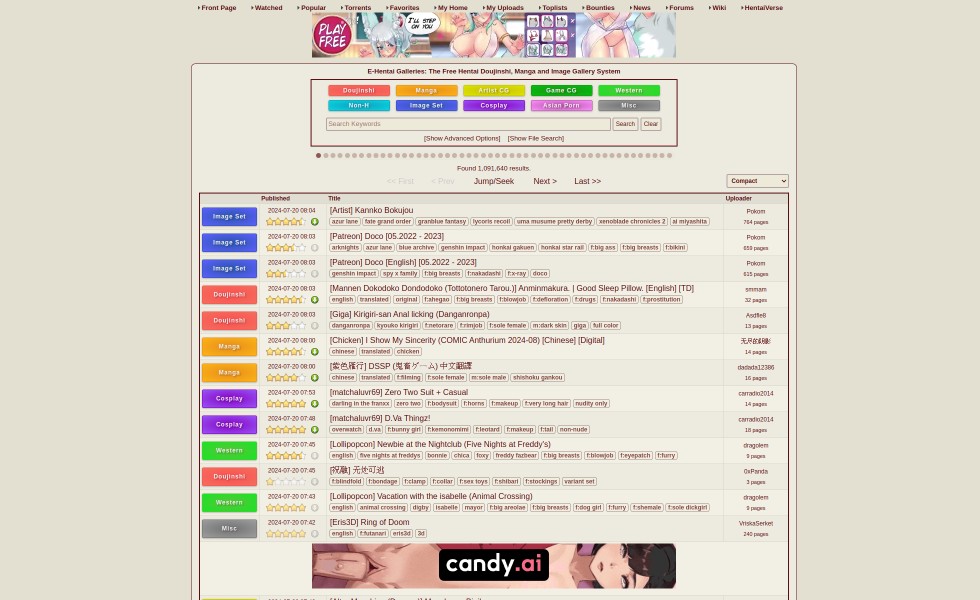 Front Page Watched Popular Torrents Favorites My Home My Uploads Toplists Bounties News Forums Wiki HentaiVerse
PLAY FREE
I'LL STEP ON YOU
E-Hentai Galleries: The Free Hentai Doujinshi, Manga and Image Gallery System
Doujinshi Manga Artist CG Game CG Western
Non-H Image Set Cosplay Asian Porn Misc
Search Keywords Search Clear
[Show Advanced Options] [Show File Search]
Found 1,091,640 results.
<< First < Prev Jump/Seek Next > Last >> Compact
Published Title Uploader
Image Set 2024-07-20 08:04 [Artist] Kannko Bokujou Pokom
azur lane fate grand order granblue fantasy lycoris recoil uma musume pretty derby xenoblade chronicles 2 ai miyashita 764 pages
Image Set 2024-07-20 08:03 [Patreon] Doco [05.2022 - 2023] Pokom
arknights azur lane blue archive genshin impact honkai gakuen honkai star rail f:big ass f:big breasts f:bikini 659 pages
Image Set 2024-07-20 08:03 [Patreon] Doco [English] [05.2022 - 2023] Pokom
genshin impact spy x family f:big breasts f:nakadashi f:x-ray doco 615 pages
Doujinshi 2024-07-20 08:03 [Mannen Dokodoko Dondodoko (Tottotonero Tarou.)] Anminmakura. | Good Sleep Pillow. [English] [TD] smmam
english translated original f:ahegao f:big breasts f:blowjob f:defloration f:drugs f:nakadashi f:prostitution 32 pages
Doujinshi 2024-07-20 08:03 [Giga] Kirigiri-san Anal licking (Danganronpa) Asdfle8
danganronpa kyouko kirigiri f:netorare f:rimjob f:sole female m:dark skin giga full color 13 pages
Manga 2024-07-20 08:00 [Chicken] I Show My Sincerity (COMIC Anthurium 2024-08) [Chinese] [Digital]
chinese translated chicken 14 pages
Manga 2024-07-20 08:00 [紫色雁行] DSSP (鬼畜ゲーム) 中文翻譯 dadada12386
chinese translated f:filming f:sole female m:sole male shishoku gankou 16 pages
Cosplay 2024-07-20 07:53 [matchaluvr69] Zero Two Suit + Casual carradio2014
darling in the franxx zero two f:bodysuit f:horns f:makeup f:very long hair nudity only 14 pages
Cosplay 2024-07-20 07:48 [matchaluvr69] D.Va Thingz! carradio2014
overwatch d.va f:bunny girl f:kemonomimi f:leotard f:makeup f:tail non-nude 18 pages
Western 2024-07-20 07:45 [Lollipopcon] Newbie at the Nightclub (Five Nights at Freddy's) dragolem
english five nights at freddys bonnie chica foxy freddy fazbear f:big breasts f:blowjob f:eyepatch f:furry 9 pages
Doujinshi 2024-07-20 07:45 0xPanda
f:blindfold f:bondage f:clamp f:collar f:sex toys f:shibari f:stockings variant set 3 pages
Western 2024-07-20 07:43 [Lollipopcon] Vacation with the isabelle (Animal Crossing) dragolem
english animal crossing digby isabelle mayor f:big areolae f:big breasts f:dog girl f:furry f:shemale f:sole dickgirl 9 pages
Misc 2024-07-20 07:42 [Eris3D] Ring of Doom VriskaSerket
english f:futanari eris3d 3d 240 pages
candy.ai